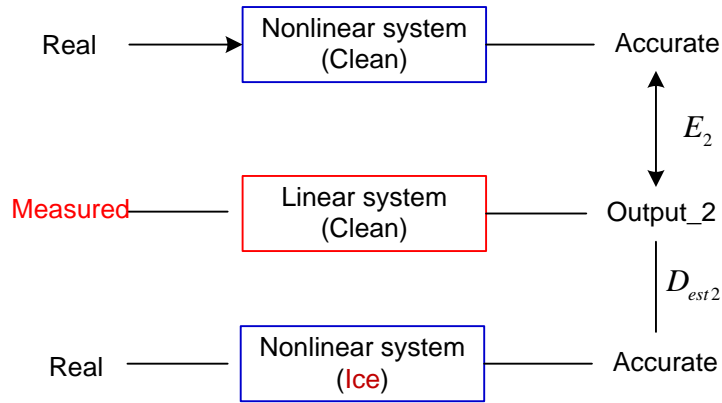 Real
Nonlinear system
(Clean)
Accurate
E2
Measured
Linear system
(Clean)
Output_2
Dest2
Real
Nonlinear system
(Ice)
Accurate